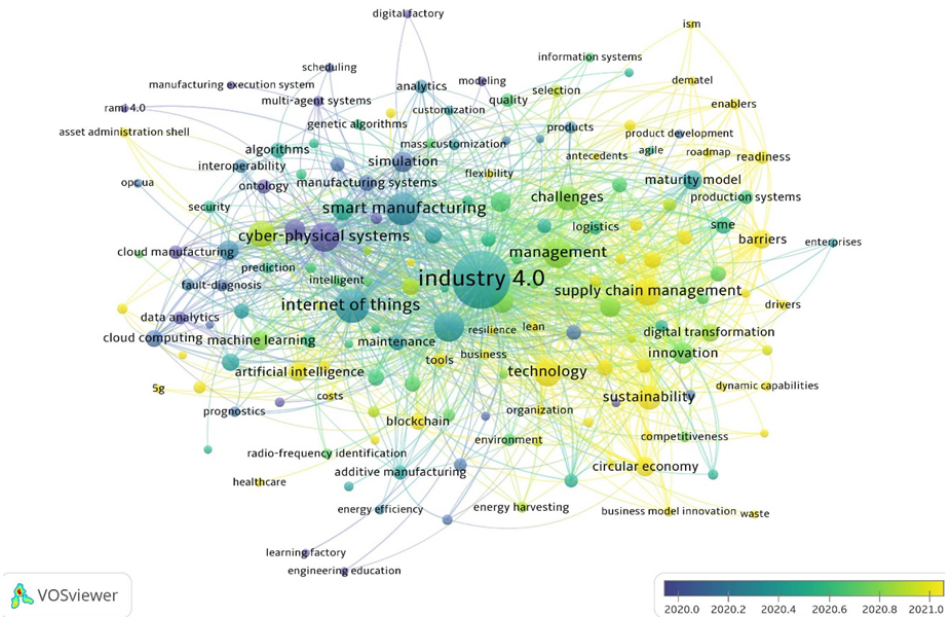 digital factory
ism
information systems
scheduling
dematel
manufacturing execution system
analytics
modeling
selection
multi-agent systems
quality
enablers
rami 4.0
customization
genetic algorithms
products
asset administration shell
product development
algorithms
mass customization
agile
roadmap
antecedents
readiness
simulation
interoperability
flexibility
opc ua
ontology
manufacturing systems
maturity model
challenges
production systems
security
smart manufacturing
logistics
sme
cyber-physical systems
barriers
enterprises
cloud manufacturing
management
prediction
intelligent
industry 4.0
fault-diagnosis
supply chain management
internet of things
drivers
data analytics
resilience
lean
digital transformation
cloud computing
machine learning
maintenance
innovation
business
tools
artificial intelligence
technology
5g
dynamic capabilities
costs
sustainability
prognostics
organization
blockchain
environment
competitiveness
radio-frequency identification
additive manufacturing
circular economy
healthcare
energy efficiency
energy harvesting
business model innovation
waste
learning factory
engineering education
VOSviewer
2020.0 2020.2 2020.4 2020.6 2020.8 2021.0